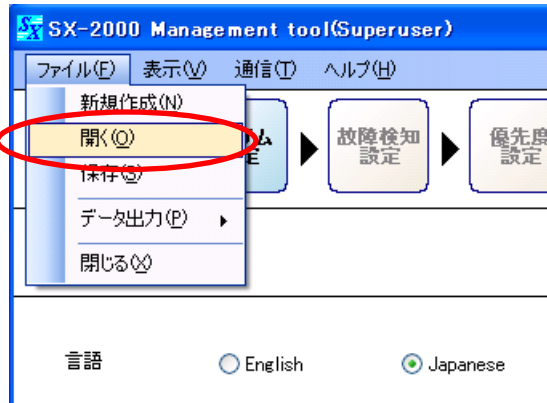 SX SX-2000 Management tool(Superuser)
ファイル(F) 表示(V) 通信(T) ヘルプ(H)
新規作成(N)
開く(O)
保存(S)
データ出力(P)
閉じる(X)
故障検知
設定
優先度
設定
言語 English Japanese